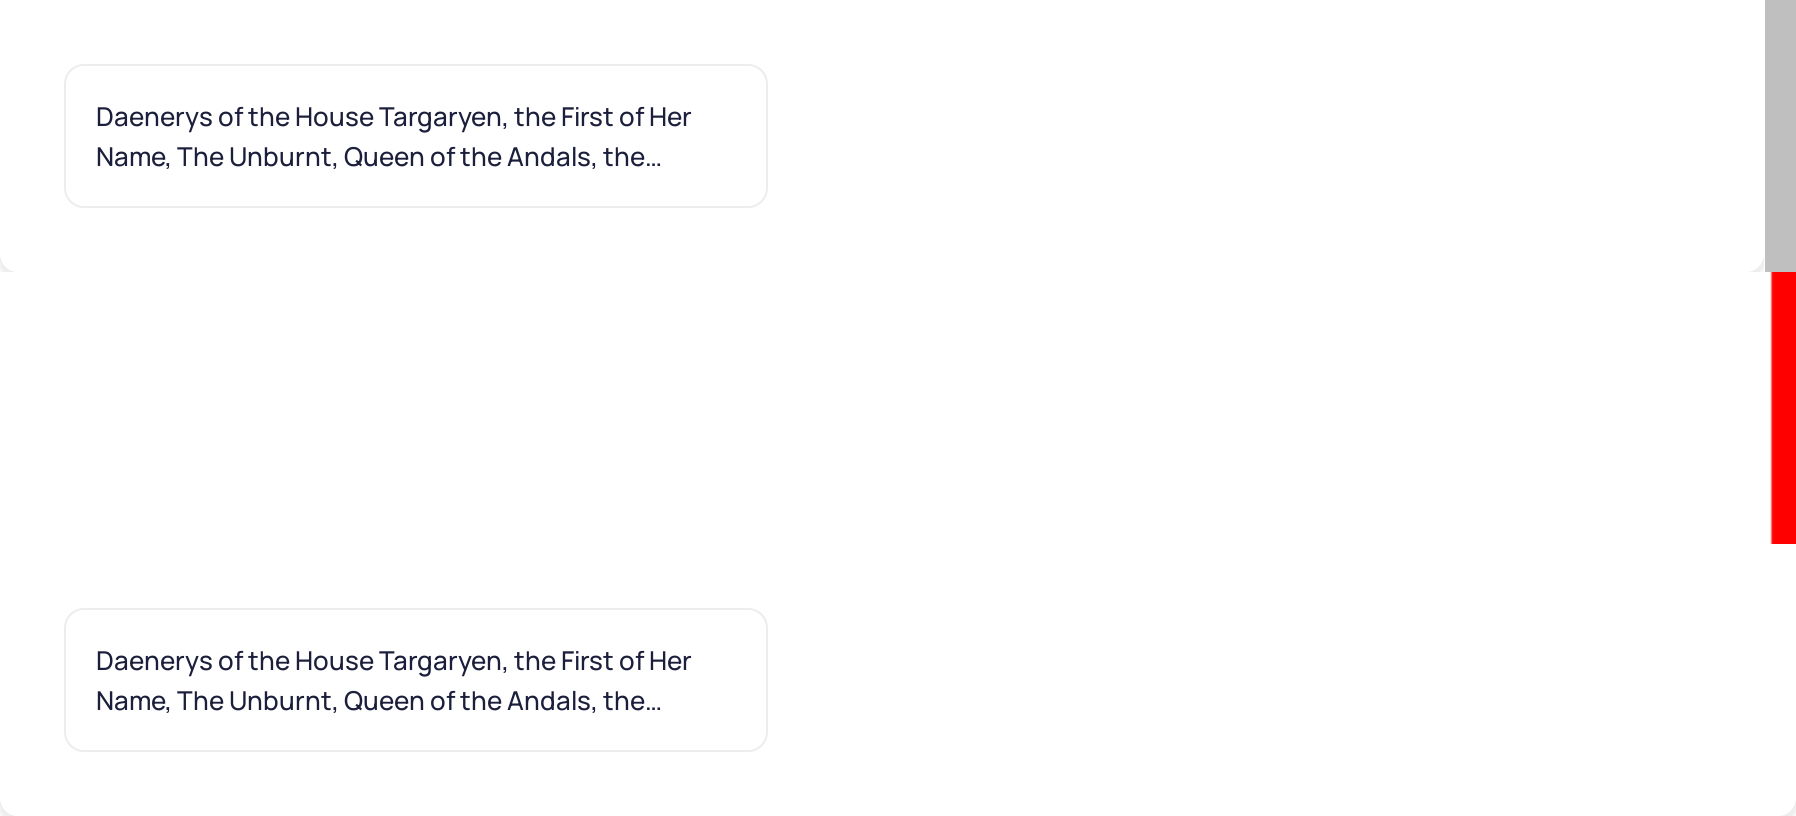 Daenerys of the House Targaryen, the First of Her
Name, The Unburnt, Queen of the Andals, the...
Daenerys of the House Targaryen, the First of Her
Name, The Unburnt, Queen of the Andals, the...